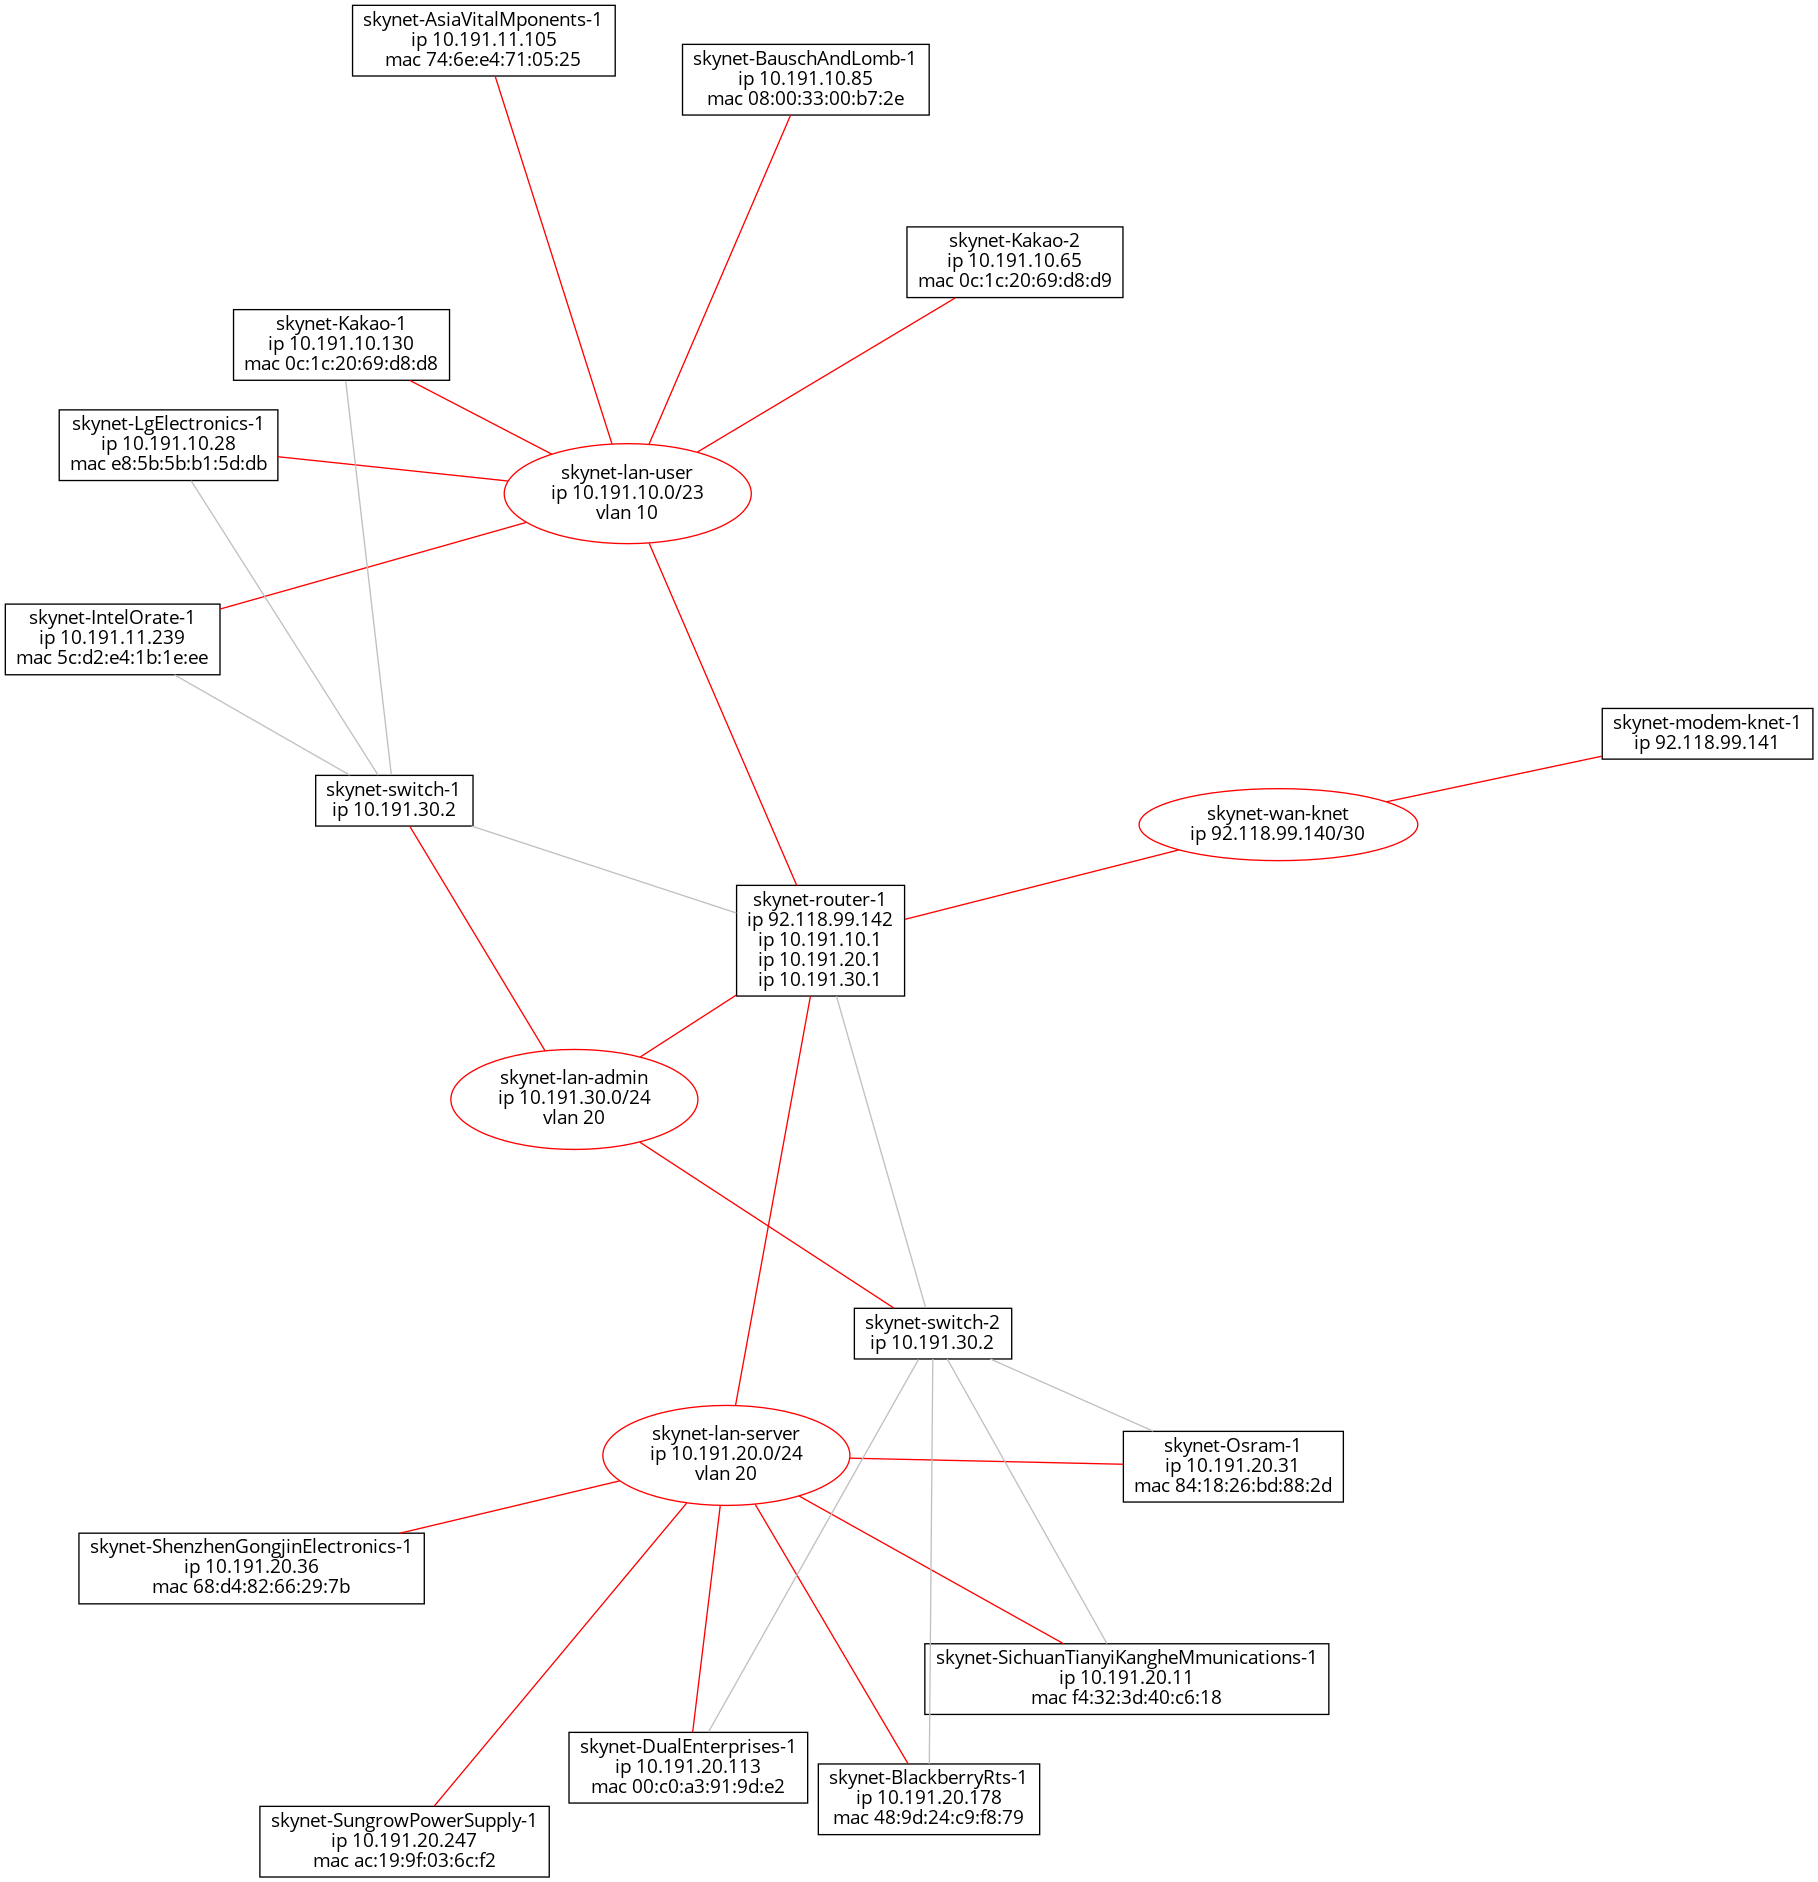 skynet-AsiaVitalMponents-1
ip 10.191.11.105
mac 74:6e:e4:71:05:25
skynet-BauschAndLomb-1
ip 10.191.10.85
mac 08:00:33:00:b7:2e
skynet-Kakao-2
ip 10.191.10.65
mac 0c:1c:20:69:d8:d9
skynet-Kakao-1
ip 10.191.10.130
mac 0c:1c:20:69:d8:d8
skynet-LgElectronics-1
ip 10.191.10.28
mac e8:5b:5b:b1:5d:db
skynet-lan-user
ip 10.191.10.0/23
vlan 10
skynet-IntelOrate-1
ip 10.191.11.239
mac 5c:d2:e4:1b:1e:ee
skynet-modem-knet-1
ip 92.118.99.141
skynet-switch-1
ip 10.191.30.2
skynet-wan-knet
ip 92.118.99.140/30
skynet-router-1
ip 92.118.99.142
ip 10.191.10.1
ip 10.191.20.1
ip 10.191.30.1
skynet-lan-admin
ip 10.191.30.0/24
vlan 20
skynet-switch-2
ip 10.191.30.2
skynet-lan-server
ip 10.191.20.0/24
vlan 20
skynet-Osram-1
ip 10.191.20.31
mac 84:18:26:bd:88:2d
skynet-ShenzhenGongjinElectronics-1
ip 10.191.20.36
mac 68:d4:82:66:29:7b
skynet-SichuanTianyiKangheMmunications-1
ip 10.191.20.11
mac f4:32:3d:40:c6:18
skynet-DualEnterprises-1
ip 10.191.20.113
mac 00:c0:a3:91:9d:e2
skynet-BlackberryRts-1
ip 10.191.20.178
mac 48:9d:24:c9:f8:79
skynet-SungrowPowerSupply-1
ip 10.191.20.247
mac ac:19:9f:03:6c:f2